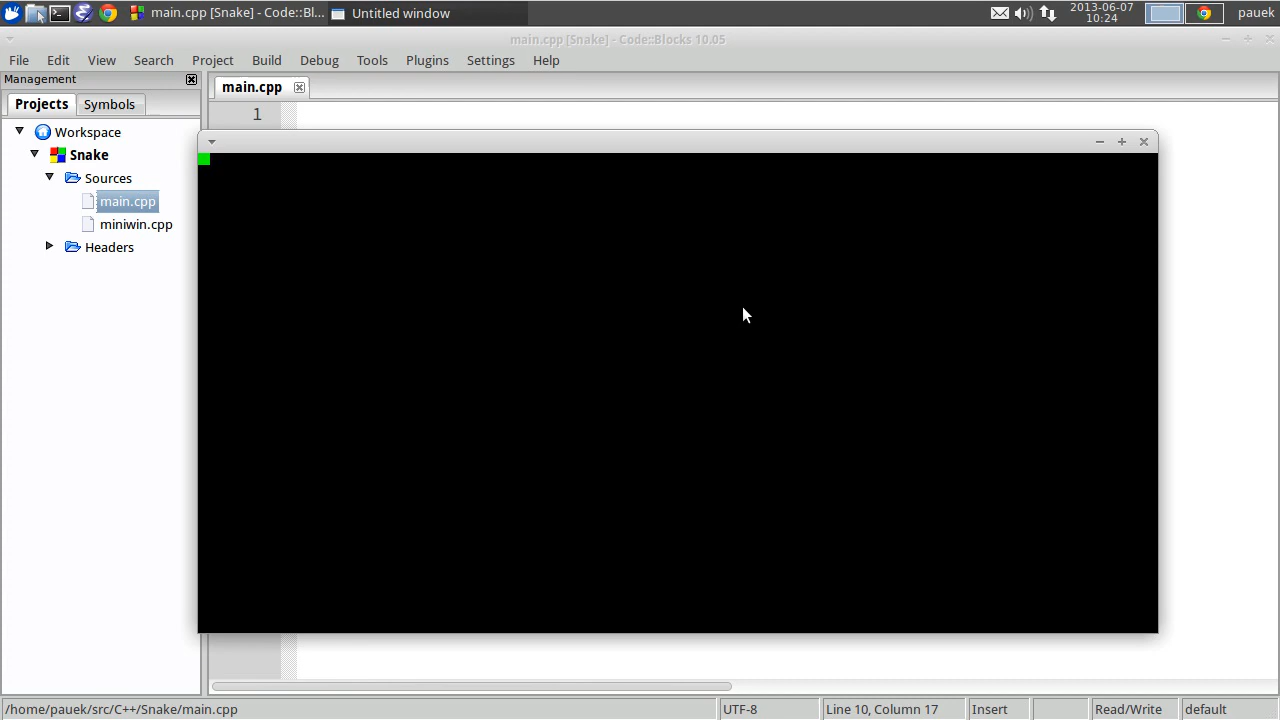 main.cpp [Snake] - Code::Bl...
Untitled window
2013-06-07
10:24
pauek
main.cpp [Snake] - Code::Blocks 10.05
File Edit View Search Project Build Debug Tools Plugins Settings Help
Management
Projects Symbols
main.cpp
1
Workspace
Snake
Sources
main.cpp
miniwin.cpp
Headers
/home/pauek/src/C++/Snake/main.cpp
UTF-8
Line 10, Column 17
Insert
Read/Write
default